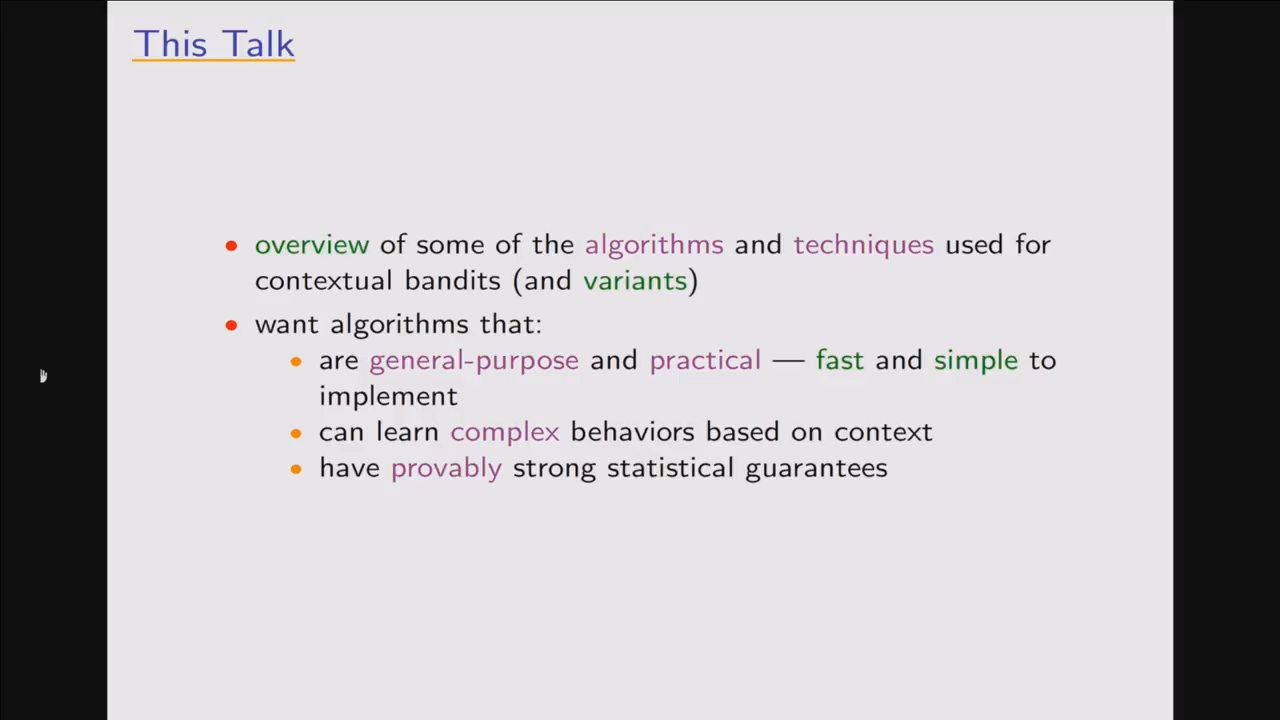 This Talk
• overview of some of the algorithms and techniques used for
contextual bandits (and variants)
• want algorithms that:
• are general-purpose and practical — fast and simple to
implement
• can learn complex behaviors based on context
• have provably strong statistical guarantees